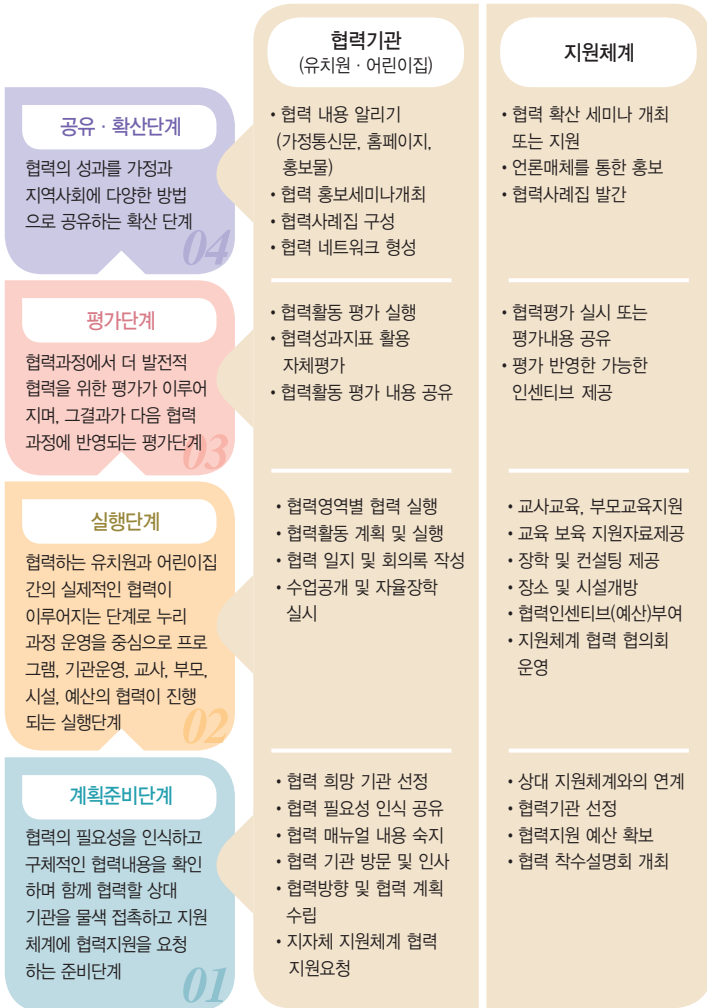 협력기관
(유치원 · 어린이집)
지원체계
공유 · 확산단계
협력의 성과를 가정과
지역사회에 다양한 방법
으로 공유하는 확산 단계
04
• 협력 내용 알리기
(가정통신문, 홈페이지,
홍보물)
• 협력 홍보세미나개최
• 협력사례집 구성
• 협력 네트워크 형성
• 협력 확산 세미나 개최
또는 지원
• 언론매체를 통한 홍보
• 협력사례집 발간
평가단계
협력과정에서 더 발전적
협력을 위한 평가가 이루어
지며, 그결과가 다음 협력
과정에 반영되는 평가단계
03
• 협력활동 평가 실행
• 협력성과지표 활용
자체평가
• 협력활동 평가 내용 공유
• 협력평가 실시 또는
평가내용 공유
• 평가 반영한 가능한
인센티브 제공
실행단계
협력하는 유치원과 어린이집
간의 실제적인 협력이
이루어지는 단계로 누리
과정 운영을 중심으로 프로
그램, 기관운영, 교사, 부모,
시설, 예산의 협력이 진행
되는 실행단계
02
• 협력영역별 협력 실행
• 협력활동 계획 및 실행
• 협력 일지 및 회의록 작성
• 수업공개 및 자율장학
실시
• 교사교육, 부모교육지원
• 교육 보육 지원자료제공
• 장학 및 컨설팅 제공
• 장소 및 시설개방
• 협력인센티브(예산)부여
• 지원체계 협력 협의회
운영
계획준비단계
협력의 필요성을 인식하고
구체적인 협력내용을 확인
하며 함께 협력할 상대
기관을 물색 접촉하고 지원
체계에 협력지원을 요청
하는 준비단계
01
• 협력 희망 기관 선정
• 협력 필요성 인식 공유
• 협력 매뉴얼 내용 숙지
• 협력 기관 방문 및 인사
• 협력방향 및 협력 계획
수립
• 지자체 지원체계 협력
지원요청
• 상대 지원체계와의 연계
• 협력기관 선정
• 협력지원 예산 확보
• 협력 착수설명회 개최